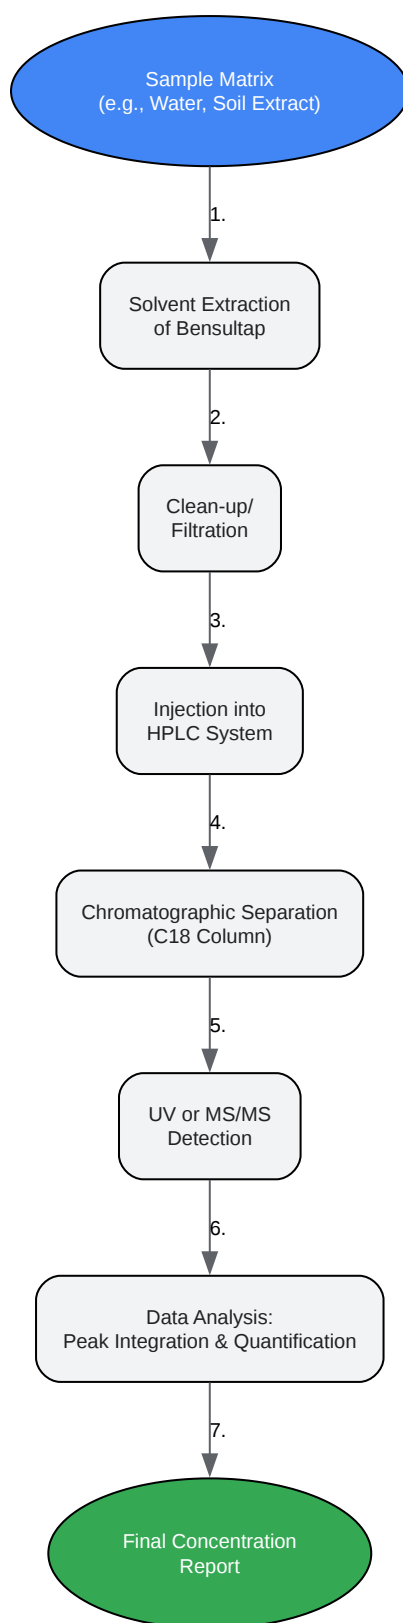 Sample Matrix
(e.g., Water, Soil Extract)
1.
Solvent Extraction
of Bensultap
2.
Clean-up/
Filtration
3.
Injection into
HPLC System
4.
Chromatographic Separation
(C18 Column)
5.
UV or MS/MS
Detection
6.
Data Analysis:
Peak Integration & Quantification
7.
Final Concentration
Report